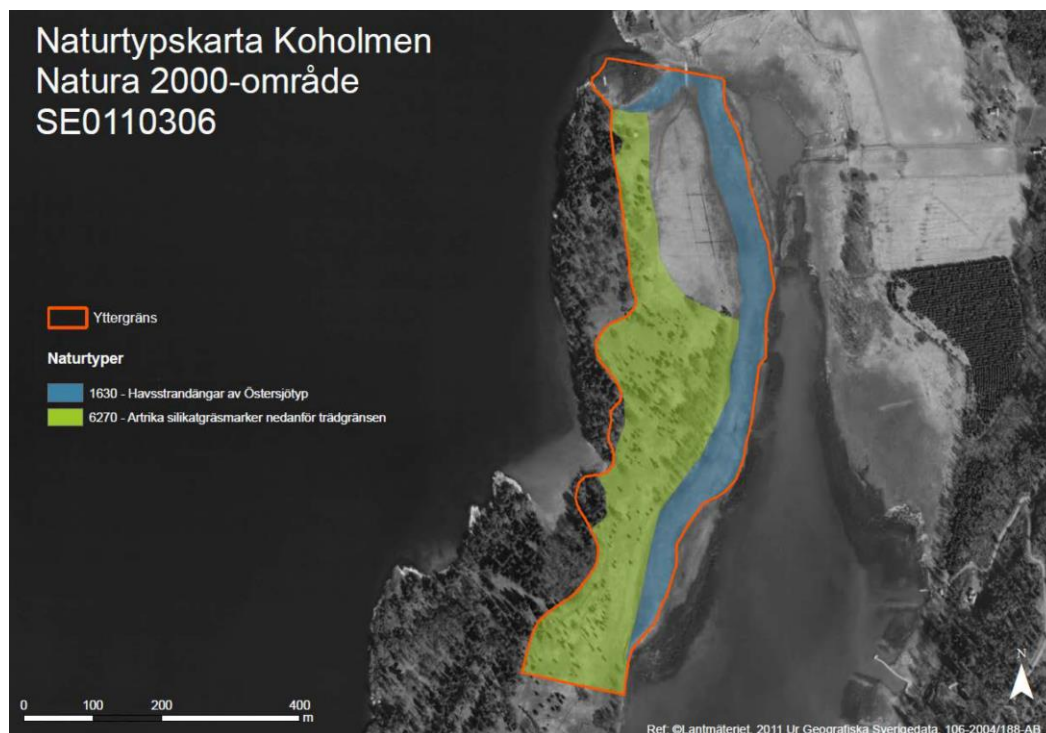 Naturtypskarta Koholmen
Natura 2000-område
SE0110306
Yttergräns
Naturtyper
1630 - Havsstrandängar av Östersjötyp
6270 - Artrika silikatgräsmarker nedanför trädgränsen
0 100 200 400
m
N
Ref: ©Lantmäteriet, 2011 Ur Geografiska Sverigedata, 106-2004/188-AB